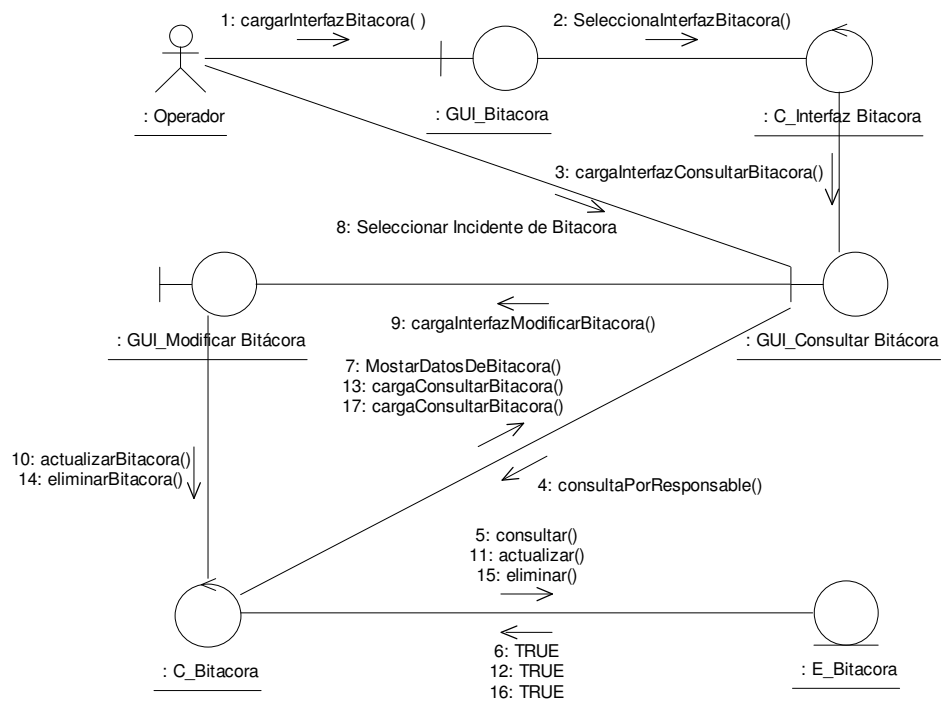 1: cargarInterfazBitacora( )
2: SeleccionaInterfazBitacora()
: Operador
: GUI_Bitacora
: C_Interfaz Bitacora
3: cargaInterfazConsultarBitacora()
8: Seleccionar Incidente de Bitacora
9: cargaInterfazModificarBitacora()
: GUI_Modificar Bitácora
: GUI_Consultar Bitácora
7: MostarDatosDeBitacora()
13: cargaConsultarBitacora()
17: cargaConsultarBitacora()
10: actualizarBitacora()
14: eliminarBitacora()
4: consultaPorResponsable()
5: consultar()
11: actualizar()
15: eliminar()
6: TRUE
12: TRUE
16: TRUE
: C_Bitacora
: E_Bitacora